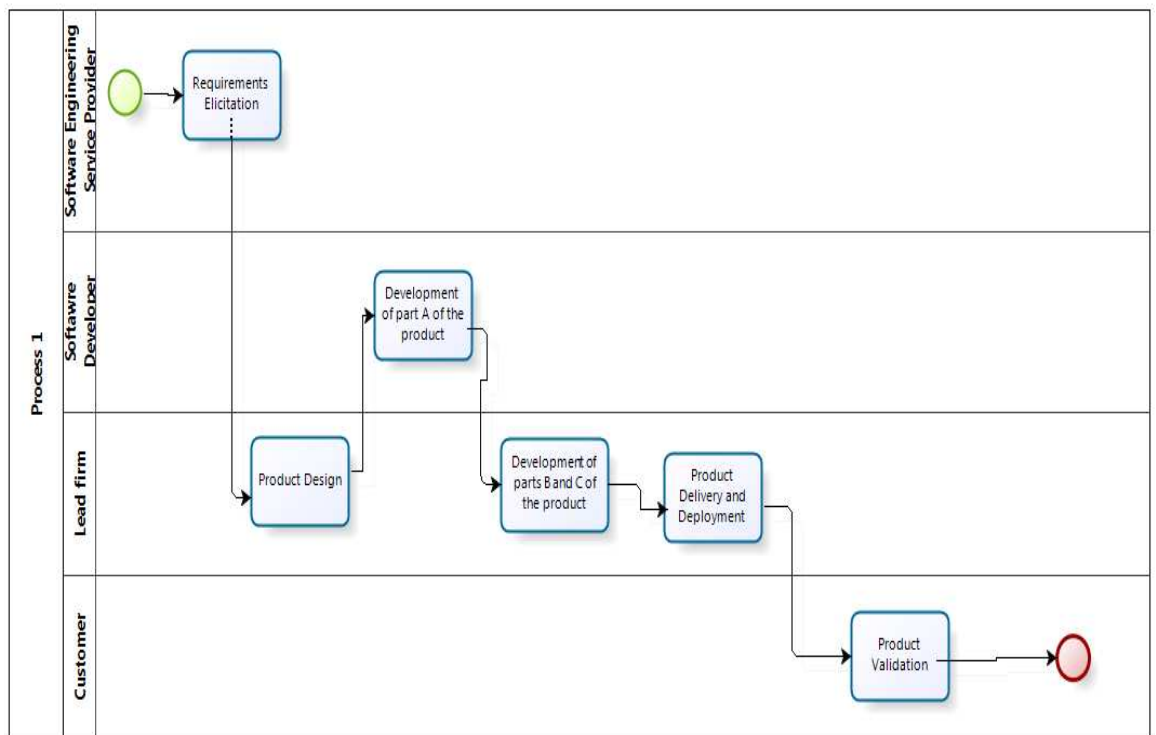 Process 1
Software Engineering
Service Provider
Requirements
Elicitation
Softawre
Developer
Development
of part A of the
product
Lead firm
Product Design
Development of
parts B and C of
the product
Product
Delivery and
Deployment
Customer
Product
Validation